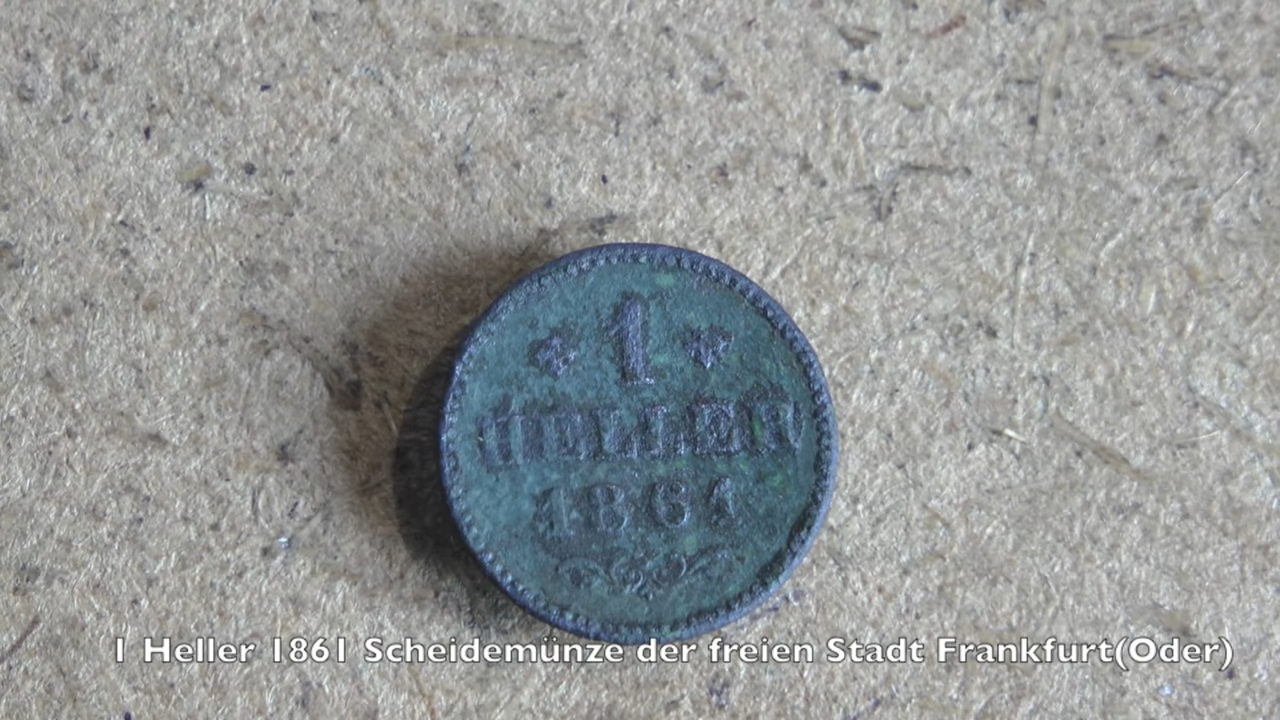 1
HELLER
1861
1 Heller 1861 Scheidemünze der freien Stadt Frankfurt(Oder)